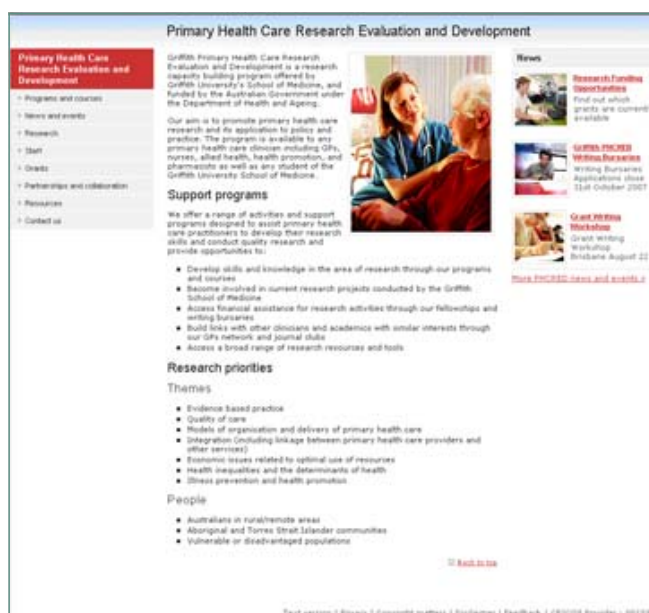 Primary Health Care Research Evaluation and Development
Primary Health Care
Research Evaluation and
Development
Programs and courses
News and events
Research
Staff
Grants
Partnerships and collaboration
Resources
Contact us
Griffith Primary Health Care Research
Evaluation and Development is a research
capacity building program offered by
Griffith University's School of Medicine, and
funded by the Australian Government under
the Department of Health and Ageing.
Our aim is to promote primary health care
research and its application to policy and
practice. The program is available to any
primary health care clinician including GPs,
nurses, allied health, health promotion, and
pharmacists as well as any student of the
Griffith University School of Medicine.
Support programs
We offer a range of activities and support
programs designed to assist primary health
care practitioners to develop their research
skills and conduct quality research and
provide opportunities to:
Develop skills and knowledge in the area of research through our programs
and courses
Become involved in current research projects conducted by the Griffith
School of Medicine
Access financial assistance for research activities through our fellowships and
writing bursaries
Build links with other clinicians and academics with similar interests through
our GPs network and journal clubs
Access a broad range of research resources and tools
Research priorities
Themes
Evidence based practice
Quality of care
Models of organisation and delivery of primary health care
Integration (including linkage between primary health care providers and
other services)
Economic issues related to optimal use of resources
Health inequalities and the determinants of health
Illness prevention and health promotion
People
Australians in rural/remote areas
Aboriginal and Torres Strait Islander communities
Vulnerable or disadvantaged populations
Back to top
News
Research Funding
Opportunities
Find out which
grants are currently
available
Griffith PHCRED
Writing Bursaries
Writing Bursaries
Applications close
31st October 2007
Grant Writing
Workshop
Grant Writing
Workshop
Brisbane August 22
More PHCRED news and events »
Text version | Privacy | Copyright matters | Disclaimer | Feedback | CRICOS Provider